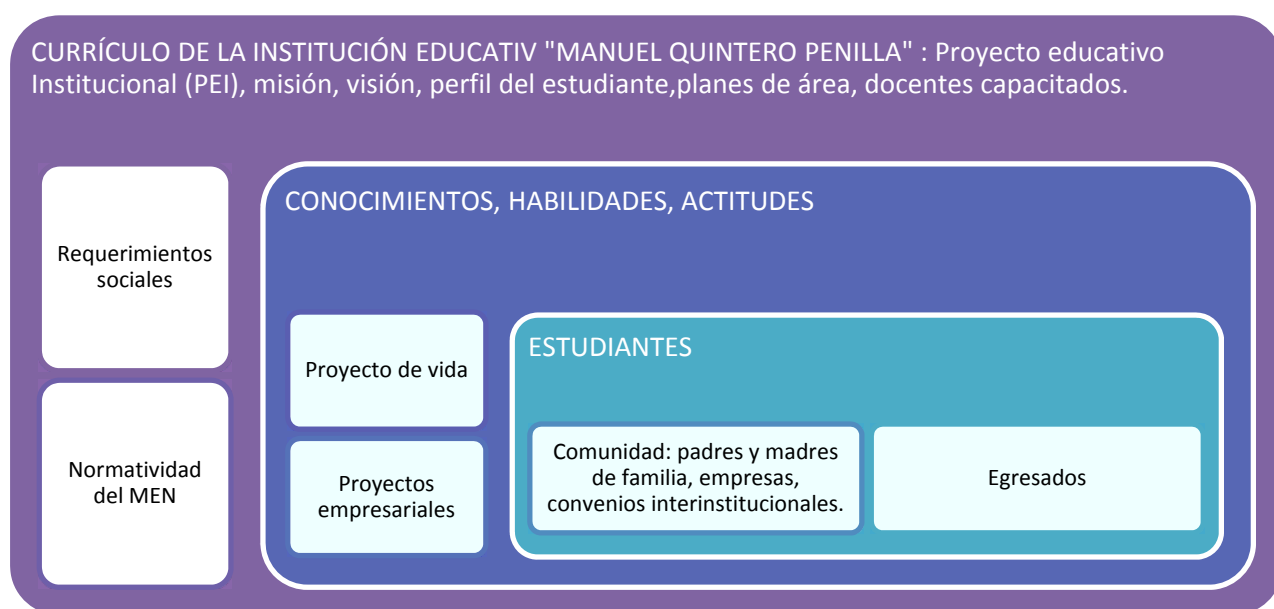 CURRÍCULO DE LA INSTITUCIÓN EDUCATIV "MANUEL QUINTERO PENILLA" : Proyecto educativo
Institucional (PEI), misión, visión, perfil del estudiante,planes de área, docentes capacitados.
Requerimientos
sociales
Normatividad
del MEN
CONOCIMIENTOS, HABILIDADES, ACTITUDES
Proyecto de vida
Proyectos
empresariales
ESTUDIANTES
Comunidad: padres y madres
de familia, empresas,
convenios interinstitucionales.
Egresados